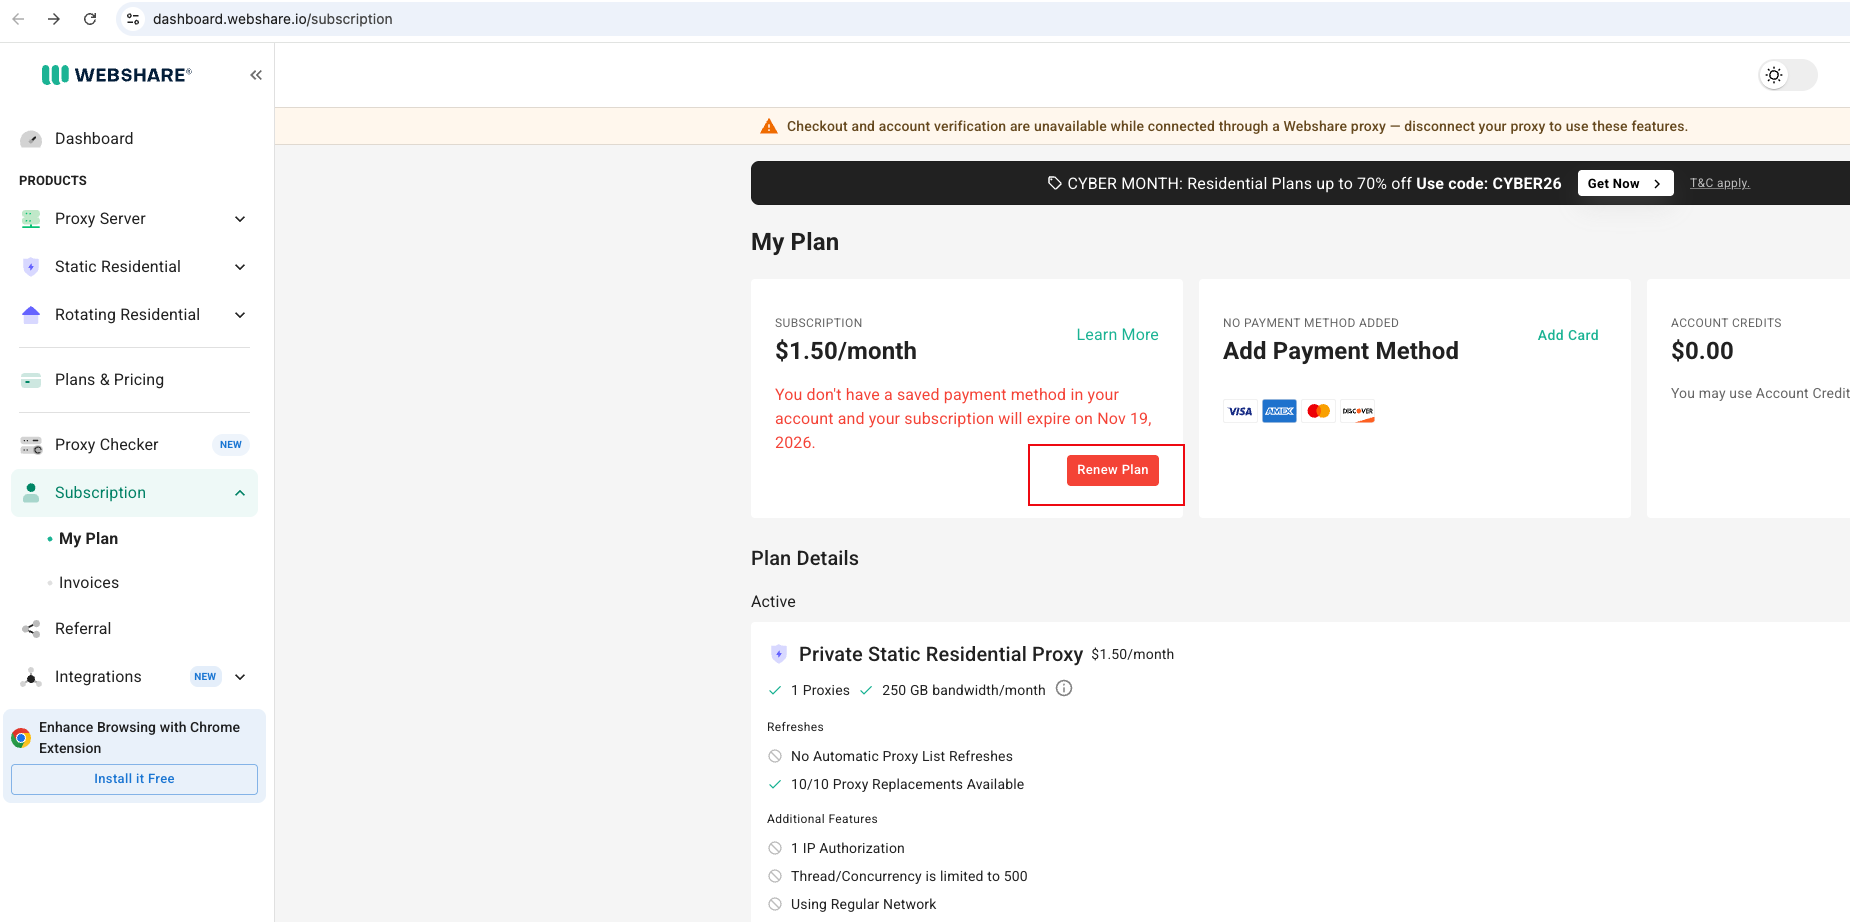 dashboard.webshare.io/subscription
WEBSHARE®
Dashboard
PRODUCTS
Proxy Server
Static Residential
Rotating Residential
Plans & Pricing
Proxy Checker NEW
Subscription
My Plan
Invoices
Referral
Integrations NEW
Enhance Browsing with Chrome
Extension
Install it Free
Checkout and account verification are unavailable while connected through a Webshare proxy — disconnect your proxy to use these features.
CYBER MONTH: Residential Plans up to 70% off Use code: CYBER26 Get Now T&C apply.
My Plan
SUBSCRIPTION
$1.50/month
Learn More
You don't have a saved payment method in your
account and your subscription will expire on Nov 19,
2026.
Renew Plan
NO PAYMENT METHOD ADDED
Add Payment Method
Add Card
VISA AMEX DISCOVER
ACCOUNT CREDITS
$0.00
You may use Account Credit
Plan Details
Active
Private Static Residential Proxy $1.50/month
1 Proxies 250 GB bandwidth/month
Refreshes
No Automatic Proxy List Refreshes
10/10 Proxy Replacements Available
Additional Features
1 IP Authorization
Thread/Concurrency is limited to 500
Using Regular Network